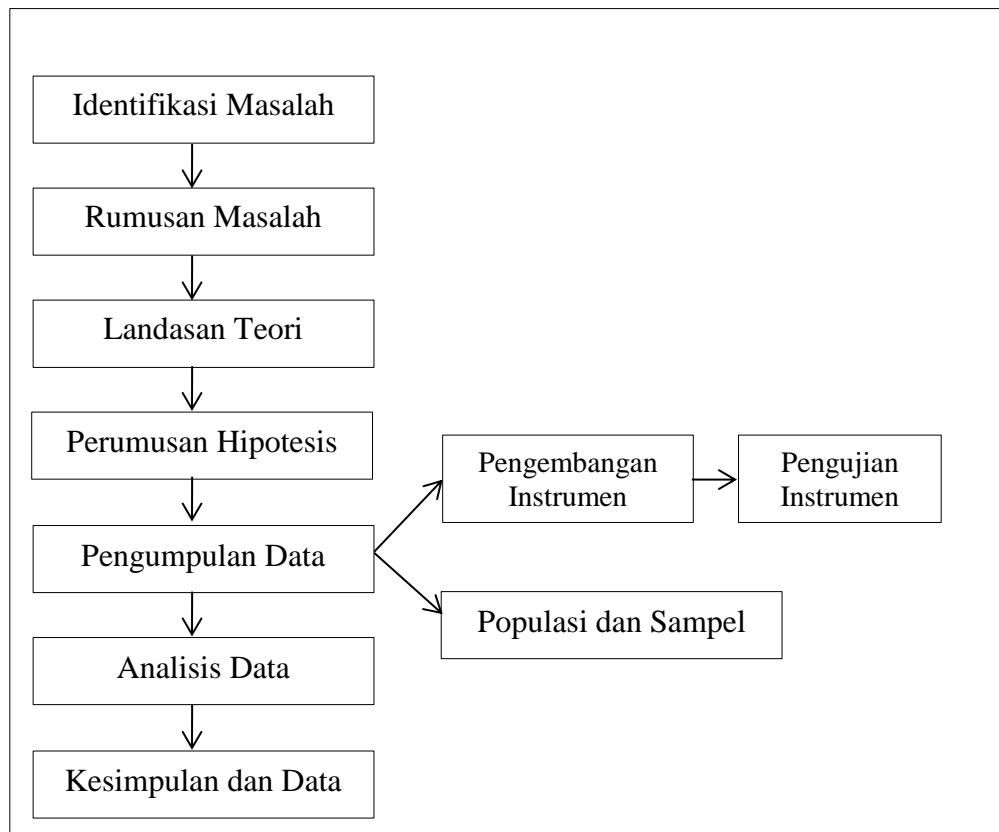 Identifikasi Masalah
Rumusan Masalah
Landasan Teori
Perumusan Hipotesis
Pengumpulan Data
Pengembangan
Instrumen
Pengujian
Instrumen
Populasi dan Sampel
Analisis Data
Kesimpulan dan Data